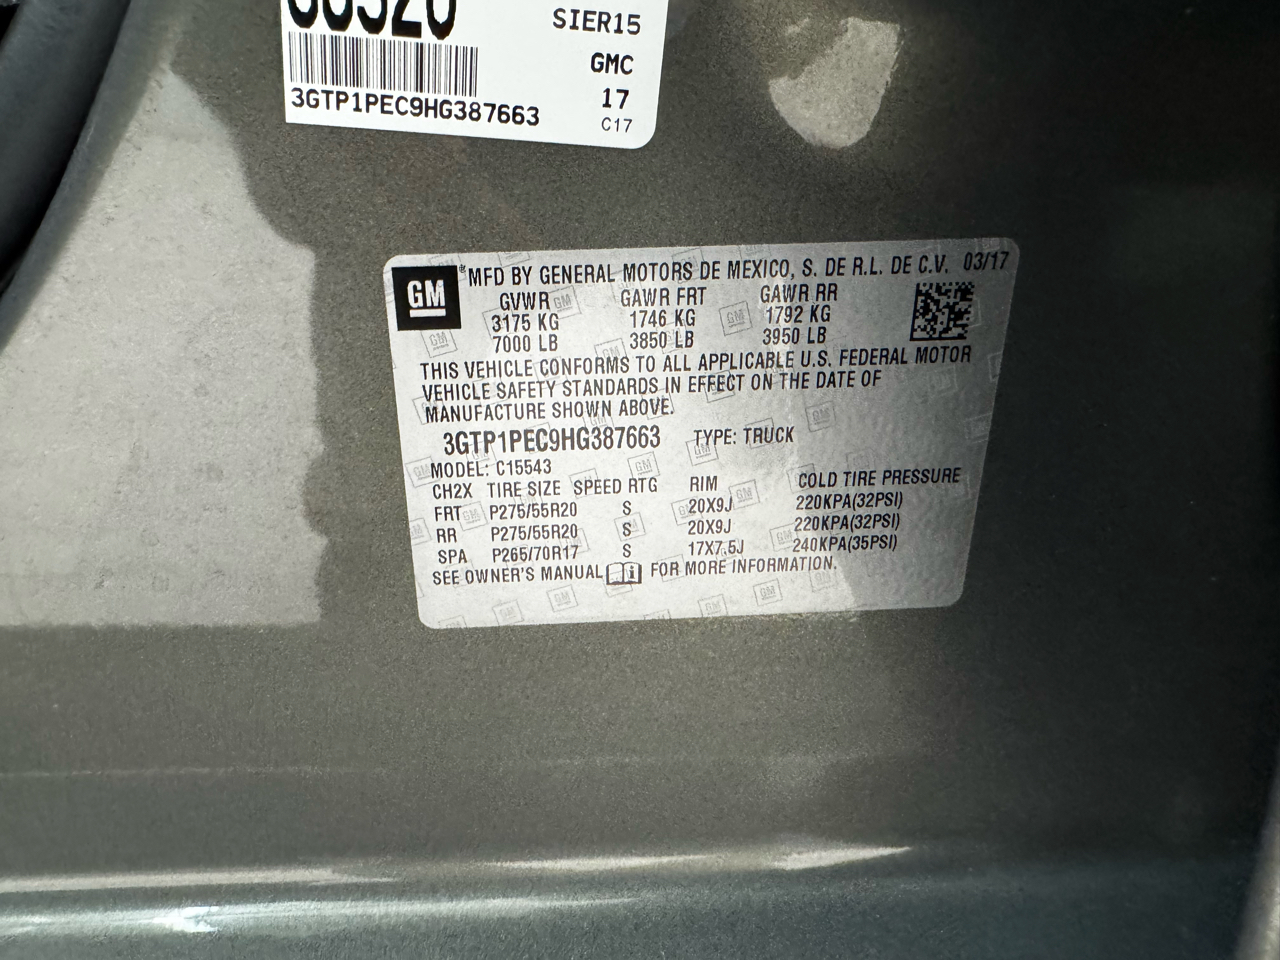 SIER15
GMC
17
C17
3GTP1PEC9HG387663
GM
MFD BY GENERAL MOTORS DE MEXICO, S. DE R.L. DE C.V. 03/17
GVWR GAWR FRT GAWR RR
3175 KG 1746 KG 1792 KG
7000 LB 3850 LB 3950 LB
THIS VEHICLE CONFORMS TO ALL APPLICABLE U.S. FEDERAL MOTOR
VEHICLE SAFETY STANDARDS IN EFFECT ON THE DATE OF
MANUFACTURE SHOWN ABOVE.
3GTP1PEC9HG387663 TYPE: TRUCK
MODEL: C15543
CH2X TIRE SIZE SPEED RTG RIM COLD TIRE PRESSURE
FRT P275/55R20 S 20X9J 220KPA(32PSI)
RR P275/55R20 S 20X9J 220KPA(32PSI)
SPA P265/70R17 S 17X7.5J 240KPA(35PSI)
SEE OWNER'S MANUAL FOR MORE INFORMATION.